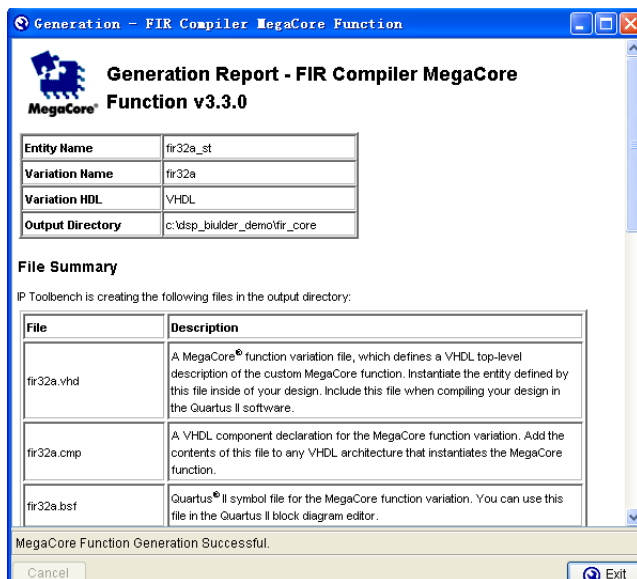 Generation - FIR Compiler MegaCore Function
MegaCore®
Generation Report - FIR Compiler MegaCore
Function v3.3.0
Entity Name fir32a_st
Variation Name fir32a
Variation HDL VHDL
Output Directory c:\dsp_biulder_demo\fir_core
File Summary
IP Toolbench is creating the following files in the output directory:
File Description
fir32a.vhd
A MegaCore® function variation file, which defines a VHDL top-level
description of the custom MegaCore function. Instantiate the entity defined by
this file inside of your design. Include this file when compiling your design in
the Quartus II software.
fir32a.cmp
A VHDL component declaration for the MegaCore function variation. Add the
contents of this file to any VHDL architecture that instantiates the MegaCore
function.
fir32a.bsf
Quartus® II symbol file for the MegaCore function variation. You can use this
file in the Quartus II block diagram editor.
MegaCore Function Generation Successful.
Cancel Exit